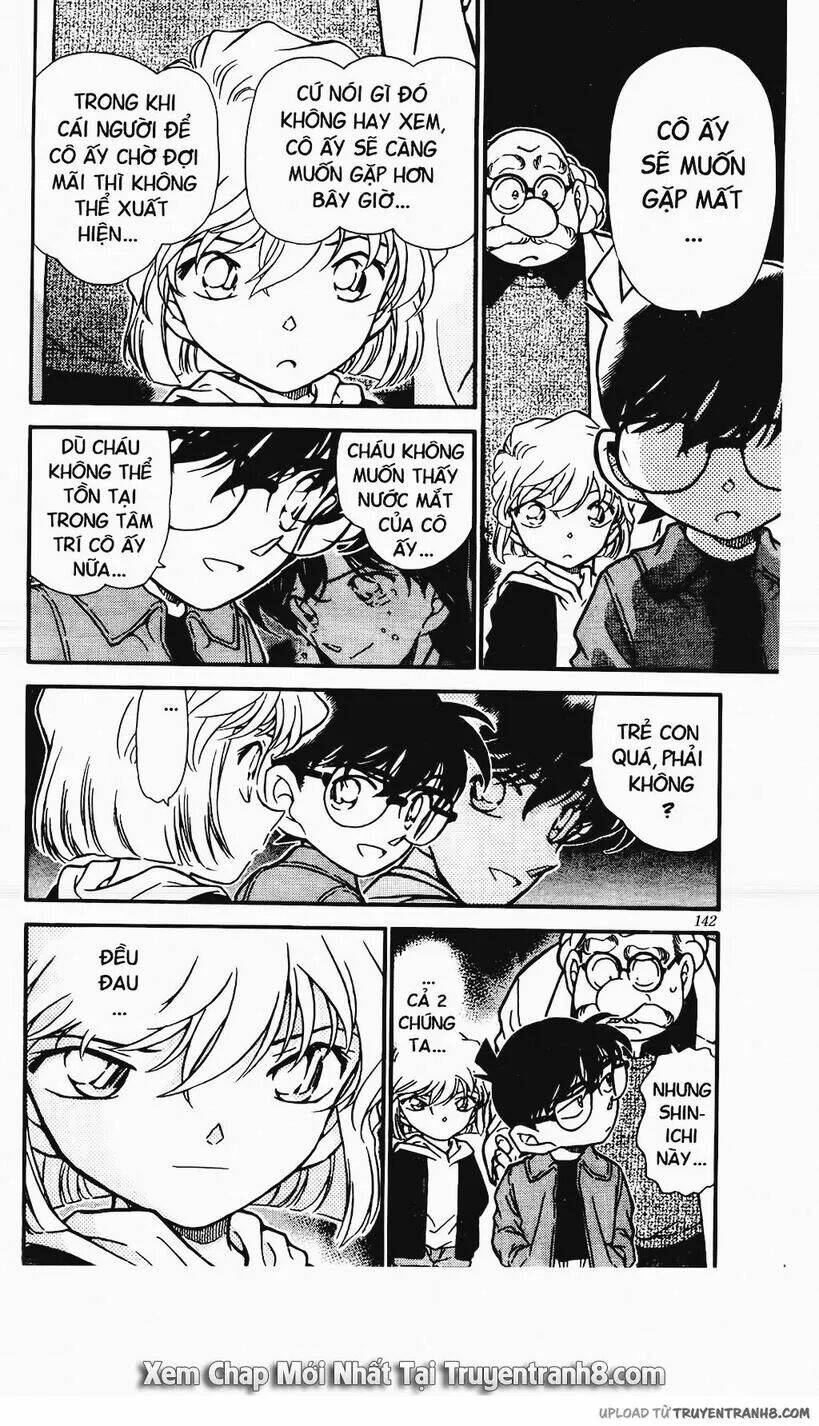 CÔ ẤY
SẼ MUỐN
GẶP MẤT
...
CỨ NÓI GÌ ĐÓ
KHÔNG HAY XEM,
CÔ ẤY SẼ CÀNG
MUỐN GẶP HƠN
BÂY GIỜ...
TRONG KHI
CÁI NGƯỜI ĐỂ
CÔ ẤY CHỜ ĐỢI
MÃI THÌ KHÔNG
THỂ XUẤT
HIỆN...
CHÁU KHÔNG
MUỐN THẤY
NƯỚC MẮT
CỦA CÔ
ẤY...
DÙ CHÁU
KHÔNG THỂ
TỒN TẠI
TRONG TÂM
TRÍ CÔ ẤY
NỮA...
TRẺ CON
QUÁ, PHẢI
KHÔNG
?
...
142
NHƯNG
SHIN-
ICHI
NÀY...
...
CẢ 2
CHÚNG
TA...
ĐỀU
ĐAU
...
Xem Chap Mới Nhất Tại Truyentranh8.com
UPLOAD TỪ TRUYENTRANH8.COM